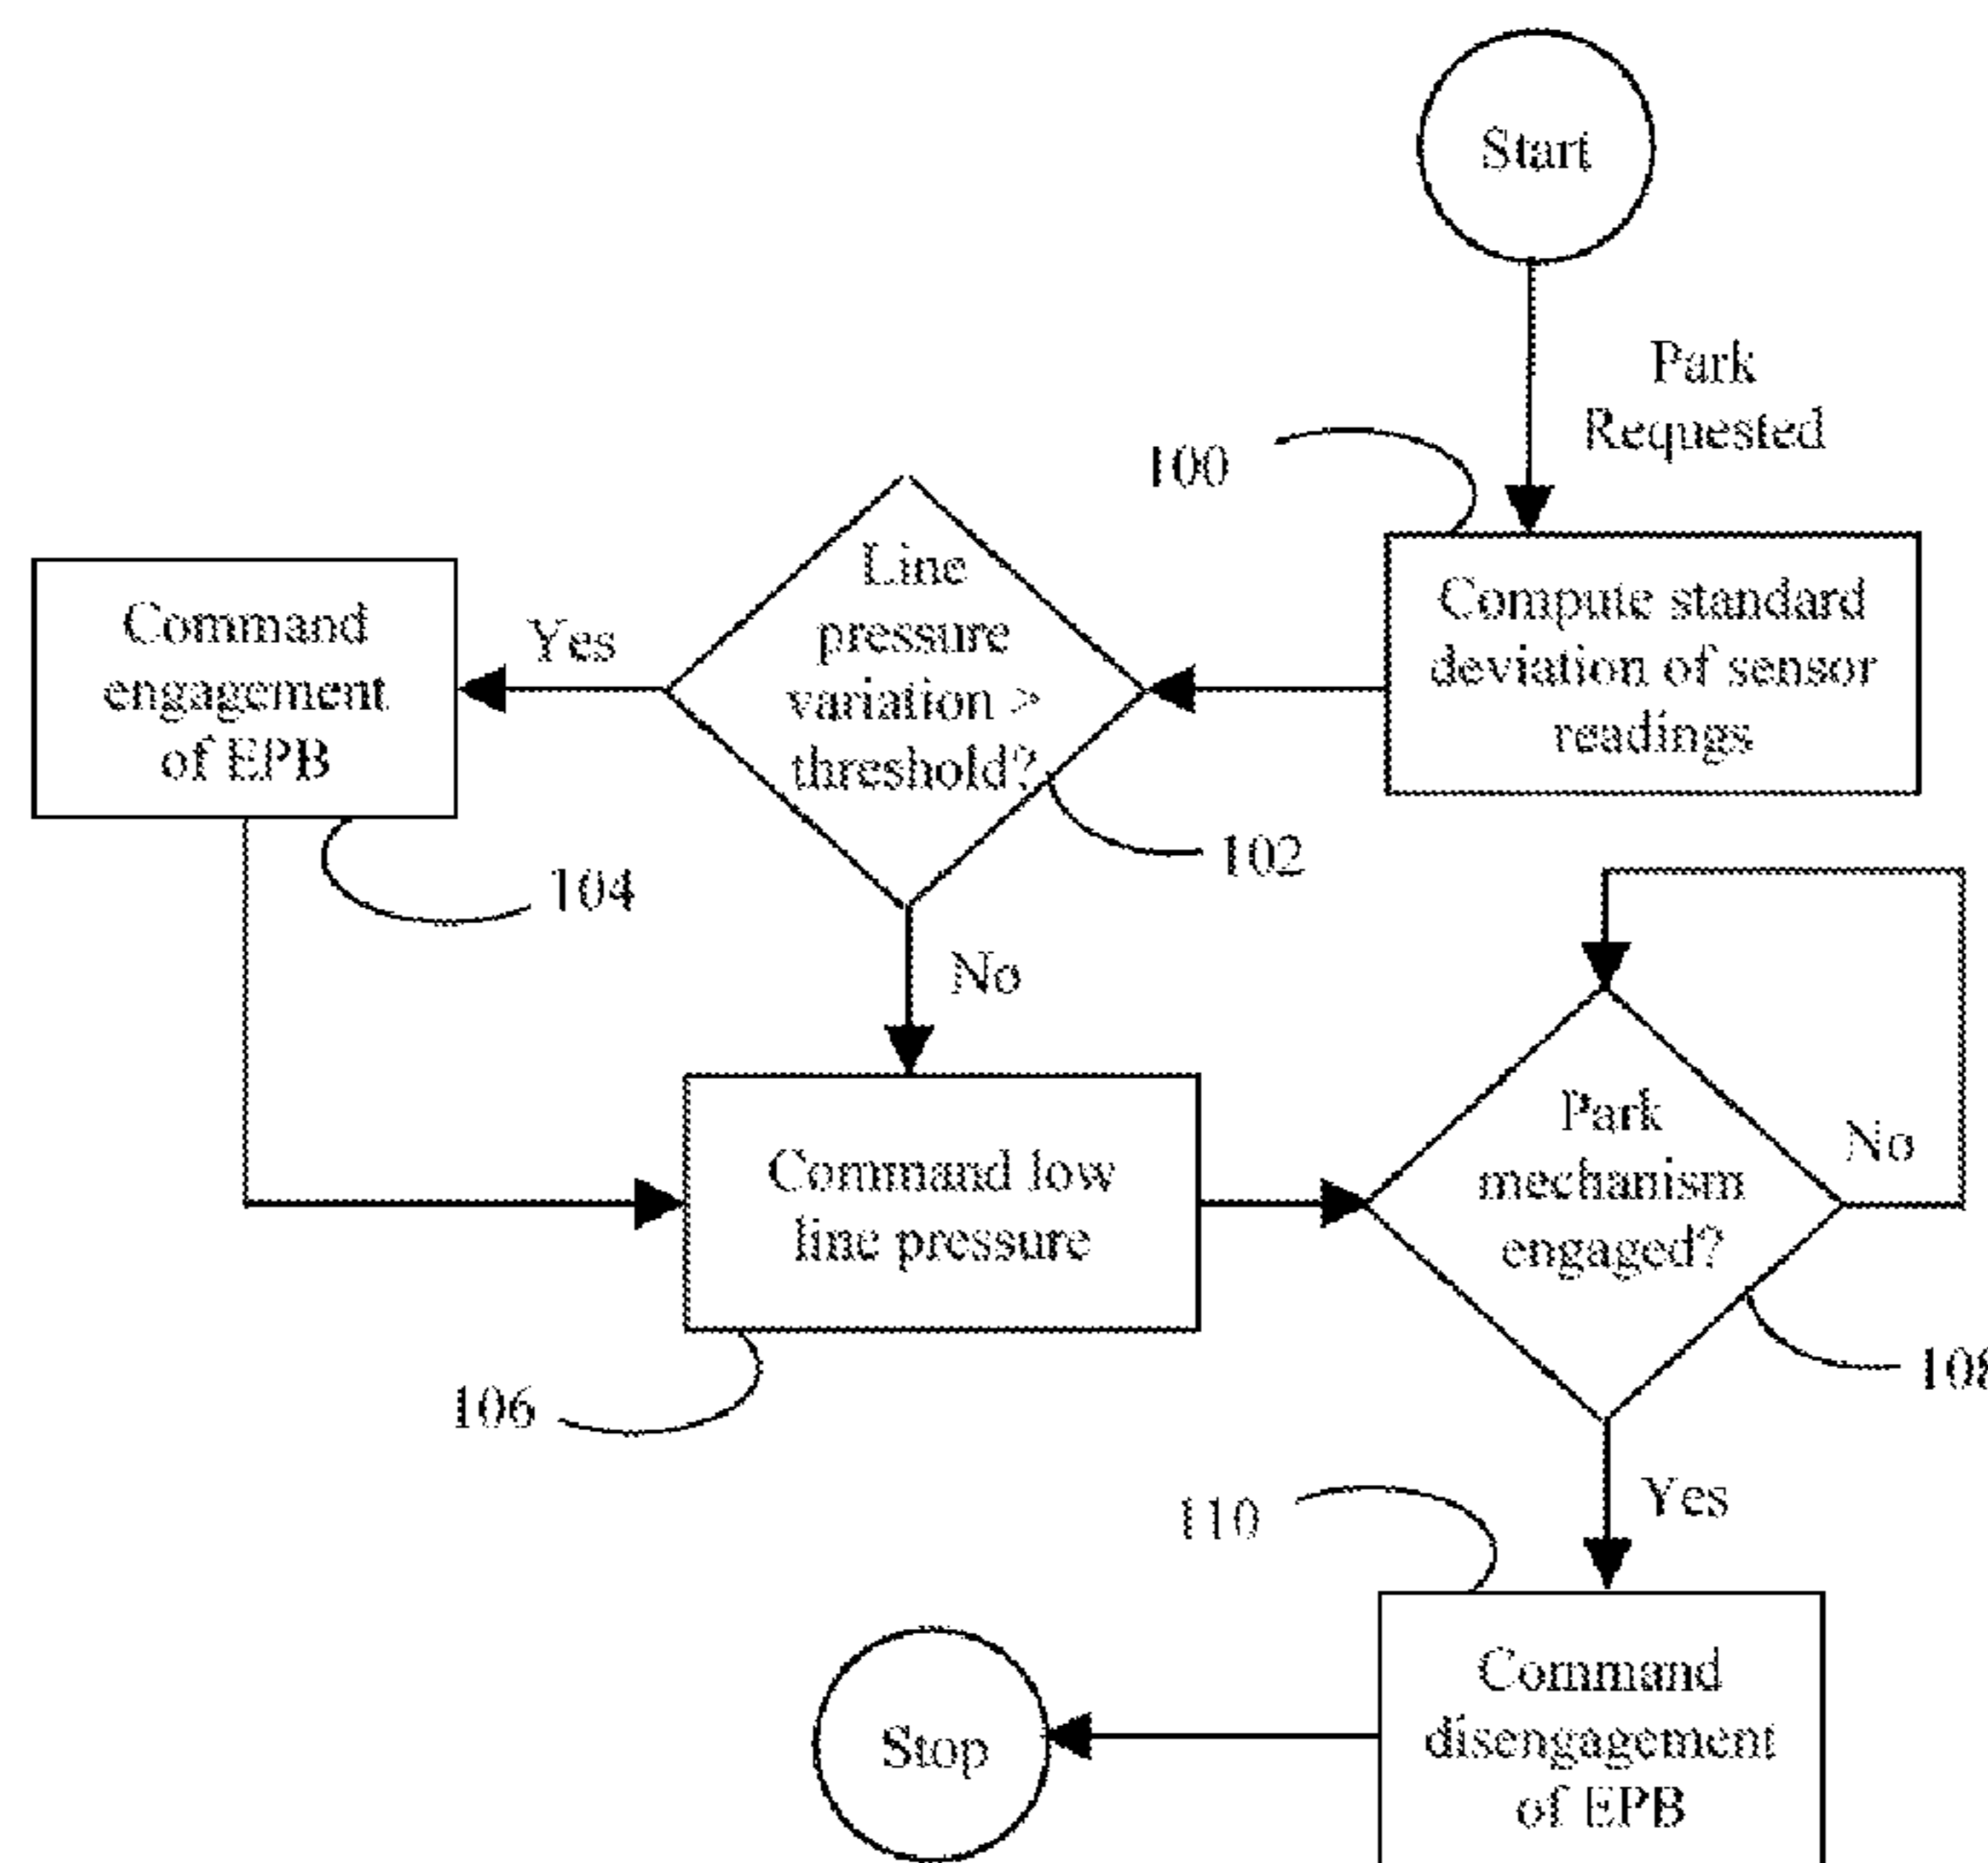 Start
Park
Requested
100
Compute standard
deviation of sensor
readings
Line
pressure
variation >
threshold?
102
Yes
Command
engagement
of EPB
104
No
Command low
line pressure
106
Park
mechanism
engaged?
No
108
Yes
110
Command
disengagement
of EPB
Stop